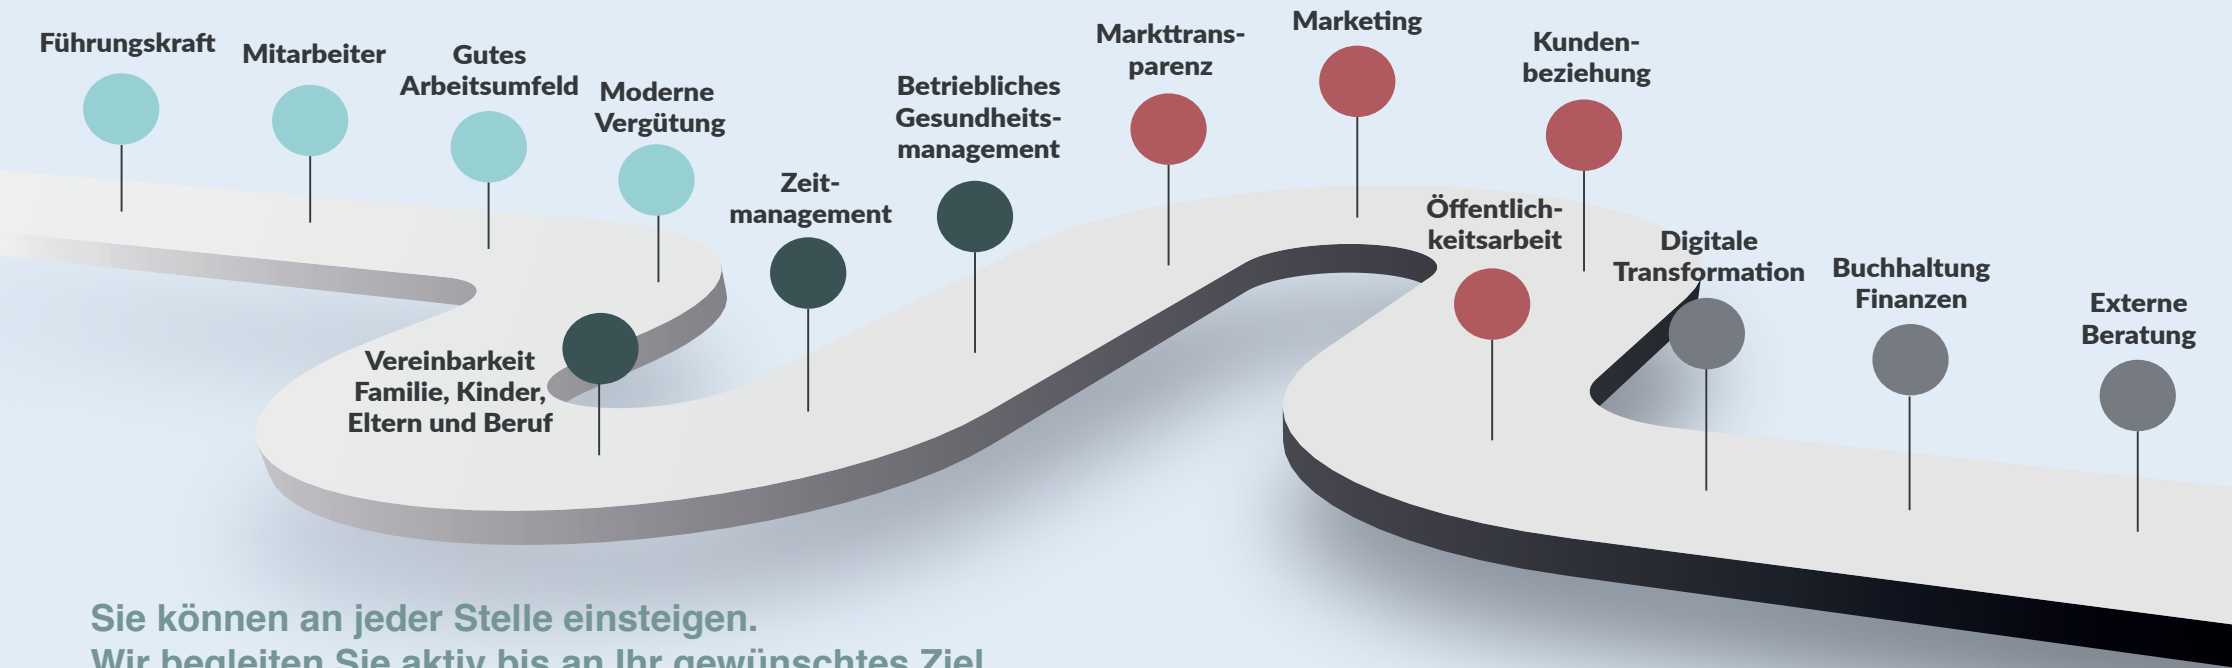 Führungskraft
Mitarbeiter
Gutes
Arbeitsumfeld
Moderne
Vergütung
Vereinbarkeit
Familie, Kinder,
Eltern und Beruf
Zeit-
management
Betriebliches
Gesundheits-
management
Markttrans-
parenz
Marketing
Kunden-
beziehung
Öffentlich-
keitsarbeit
Digitale
Transformation
Buchhaltung
Finanzen
Externe
Beratung
Sie können an jeder Stelle einsteigen.
Wir begleiten Sie aktiv bis an Ihr gewünschtes Ziel